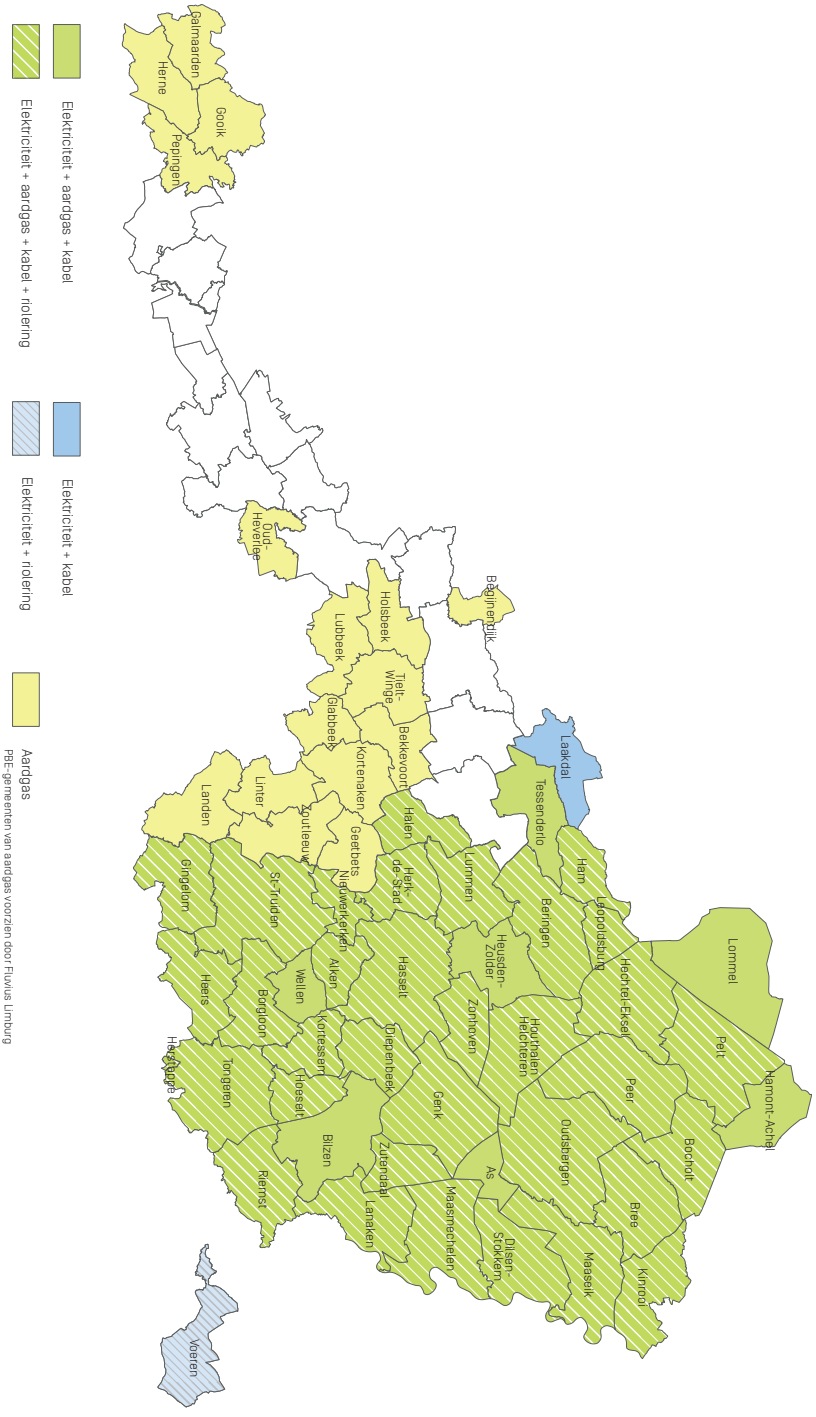 Galmaarden
Herne
Gooik
Pepingen
Oud-
Heverlee
Begijnendijk
Holsbeek
Lubbeek
Tielt-
Winge
Glabbeek
Bekkevoort
Kortenaken
Linter
Landen
Zoutleeuw
Geetbets
Laakdal
Tessenderlo
Ham
Leopoldsburg
Halen
Herk-
de-Stad
Lummen
Beringen
Nieuwerkerken
St-Truiden
Gingelom
Heusden-
Zolder
Hechtel-Eksel
Lommel
Hasselt
Alken
Wellen
Borgloon
Heers
Zonhoven
Houthalen
Helchteren
Peer
Pelt
Hamont-Achel
Diepenbeek
Kortessem
Hoeselt
Tongeren
Herstappe
Genk
Oudsbergen
Bocholt
Bree
As
Zutendaal
Bilzen
Riemst
Lanaken
Maasmechelen
Dilsen-
Stokkem
Maaseik
Kinrooi
Voeren
Elektriciteit + aardgas + kabel
Elektriciteit + aardgas + kabel + riolering
Elektriciteit + kabel
Elektriciteit + riolering
Aardgas
PBE-gemeenten van aardgas voorzien door Fluvius Limburg